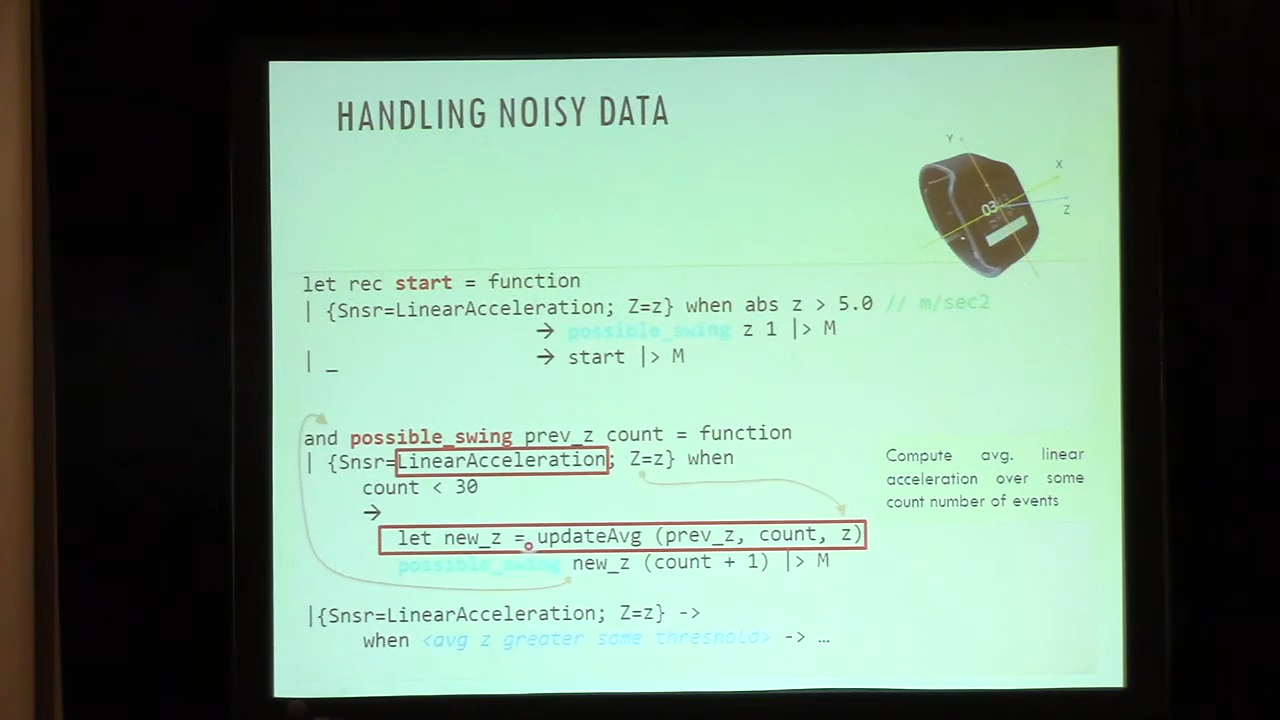 HANDLING NOISY DATA
Y
X
Z
03
let rec start = function
| {Snsr=LinearAcceleration; Z=z} when abs z > 5.0 // m/sec2
→ possible_swing z 1 |> M
| _ → start |> M
and possible_swing prev_z count = function
| {Snsr=LinearAcceleration; Z=z} when
count < 30
→
let new_z = updateAvg (prev_z, count, z)
possible_swing new_z (count + 1) |> M
|{Snsr=LinearAcceleration; Z=z} ->
when <avg z greater some threshold> -> …
Compute avg. linear
acceleration over some
count number of events